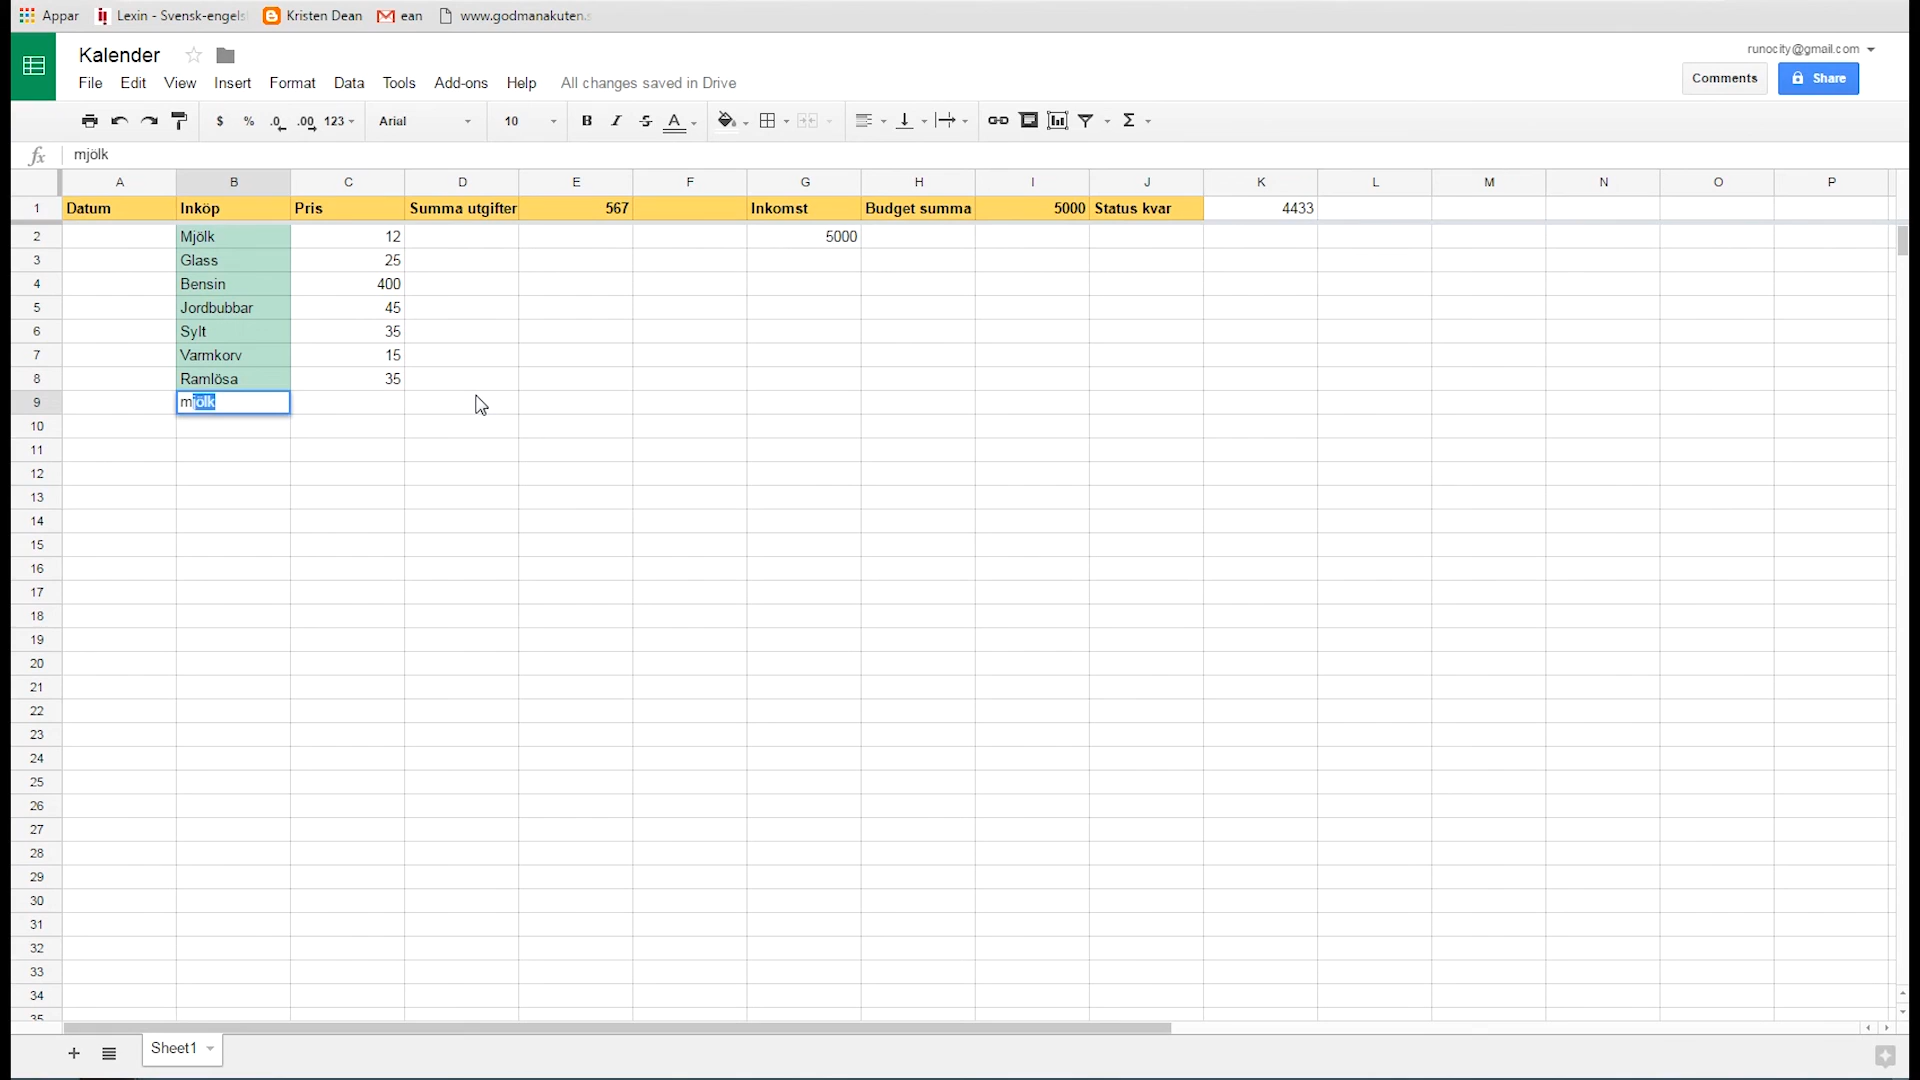 Appar Lexin - Svensk-engels Kristen Dean ean www.godmanakuten.s
Kalender
runocity@gmail.com
File Edit View Insert Format Data Tools Add-ons Help All changes saved in Drive
Comments Share
$ % .0 .00 123 Arial 10 B I S A Σ
fx mjölk
A B C D E F G H I J K L M N O P
1 Datum Inköp Pris Summa utgifter 567 Inkomst Budget summa 5000 Status kvar 4433
2 Mjölk 12 5000
3 Glass 25
4 Bensin 400
5 Jordbubbar 45
6 Sylt 35
7 Varmkorv 15
8 Ramlösa 35
9 mjölk
10
11
12
13
14
15
16
17
18
19
20
21
22
23
24
25
26
27
28
29
30
31
32
33
34
35
Sheet1